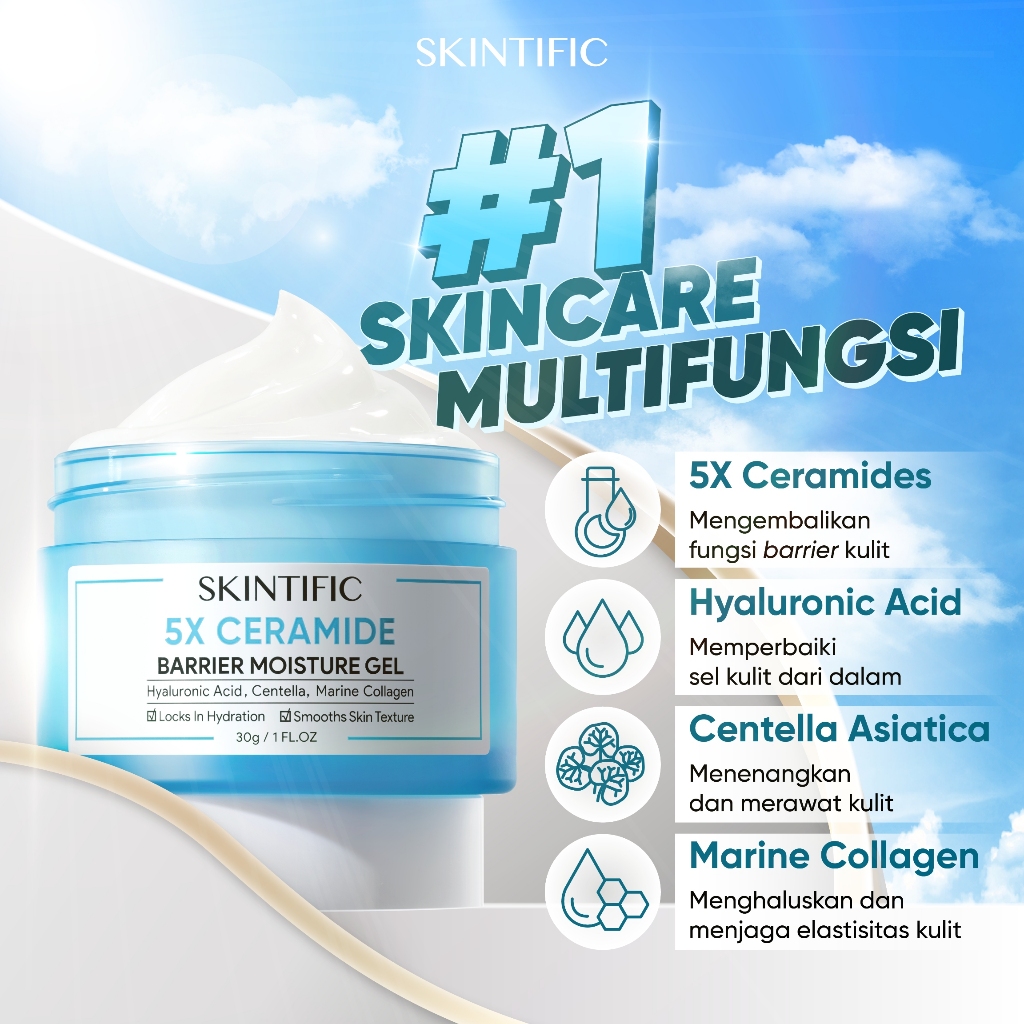 SKINTIFIC
#1
SKINCARE
MULTIFUNGSI
SKINTIFIC
5X CERAMIDE
BARRIER MOISTURE GEL
Hyaluronic Acid, Centella, Marine Collagen
☑ Locks In Hydration ☑ Smooths Skin Texture
30g / 1 FL.OZ
5X Ceramides
Mengembalikan
fungsi barrier kulit
Hyaluronic Acid
Memperbaiki
sel kulit dari dalam
Centella Asiatica
Menenangkan
dan merawat kulit
Marine Collagen
Menghaluskan dan
menjaga elastisitas kulit